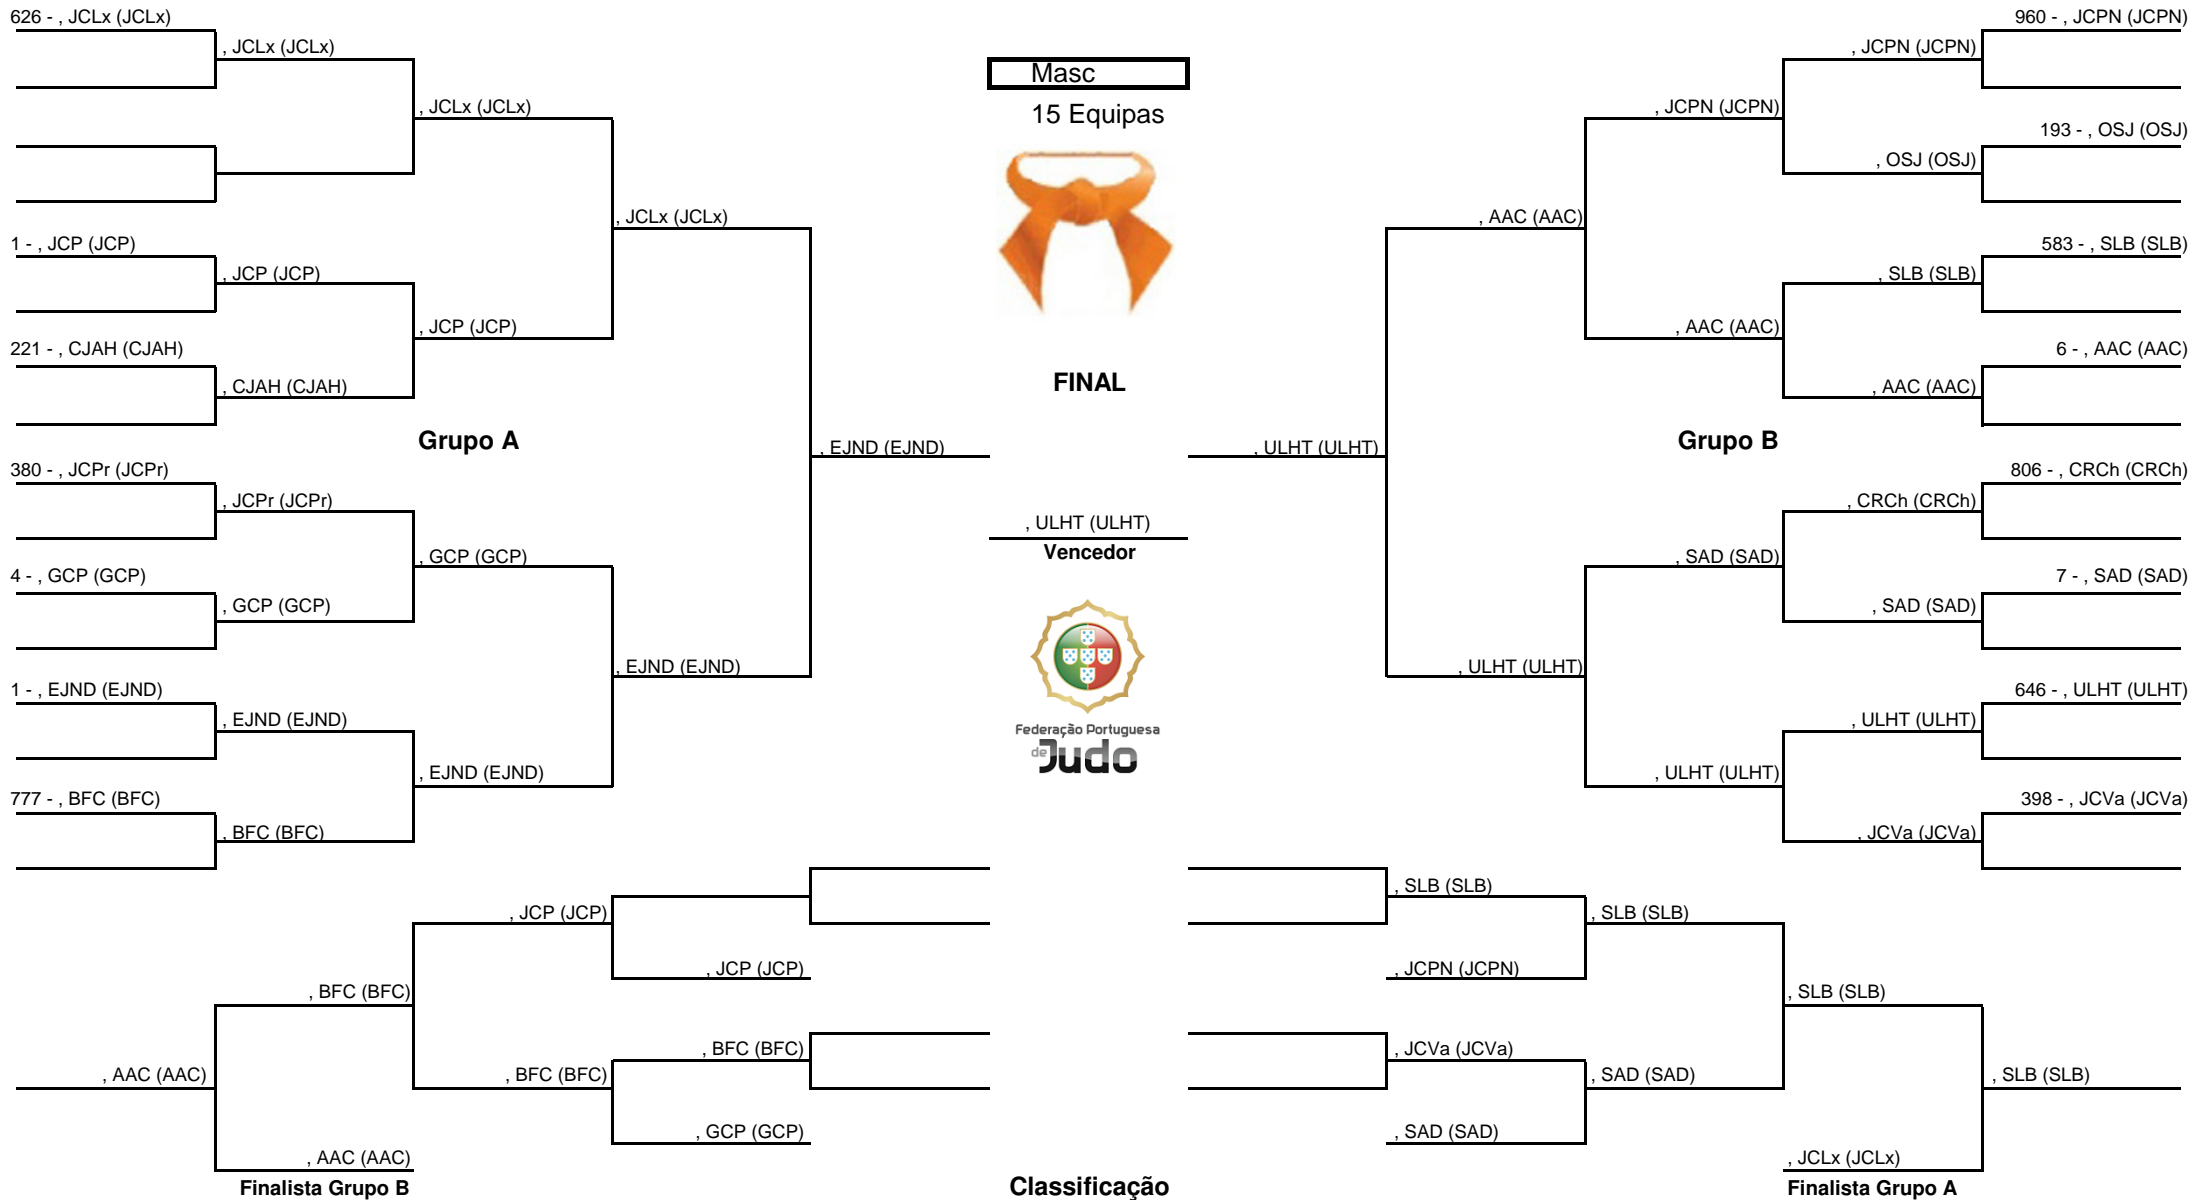 626 - , JCLx (JCLx)
, JCLx (JCLx)
, JCLx (JCLx)
1 - , JCP (JCP)
, JCP (JCP)
, JCLx (JCLx)
, JCP (JCP)
221 - , CJAH (CJAH)
, CJAH (CJAH)
Grupo A
, EJND (EJND)
380 - , JCPr (JCPr)
, JCPr (JCPr)
, GCP (GCP)
4 - , GCP (GCP)
, GCP (GCP)
, EJND (EJND)
1 - , EJND (EJND)
, EJND (EJND)
, EJND (EJND)
777 - , BFC (BFC)
, BFC (BFC)
Masc
15 Equipas
FINAL
, ULHT (ULHT)
Vencedor
Federação Portuguesa
de Judo
960 - , JCPN (JCPN)
, JCPN (JCPN)
, JCPN (JCPN)
193 - , OSJ (OSJ)
, OSJ (OSJ)
, AAC (AAC)
583 - , SLB (SLB)
, SLB (SLB)
, AAC (AAC)
6 - , AAC (AAC)
, AAC (AAC)
Grupo B
, ULHT (ULHT)
806 - , CRCh (CRCh)
, CRCh (CRCh)
, SAD (SAD)
7 - , SAD (SAD)
, SAD (SAD)
, ULHT (ULHT)
646 - , ULHT (ULHT)
, ULHT (ULHT)
, ULHT (ULHT)
398 - , JCVa (JCVa)
, JCVa (JCVa)
, JCP (JCP)
, JCP (JCP)
, BFC (BFC)
, BFC (BFC)
, BFC (BFC)
, AAC (AAC)
, GCP (GCP)
, AAC (AAC)
Finalista Grupo B
, SLB (SLB)
, SLB (SLB)
, JCPN (JCPN)
, SLB (SLB)
, JCVa (JCVa)
, SAD (SAD)
, SLB (SLB)
, SAD (SAD)
, JCLx (JCLx)
Finalista Grupo A
Classificação